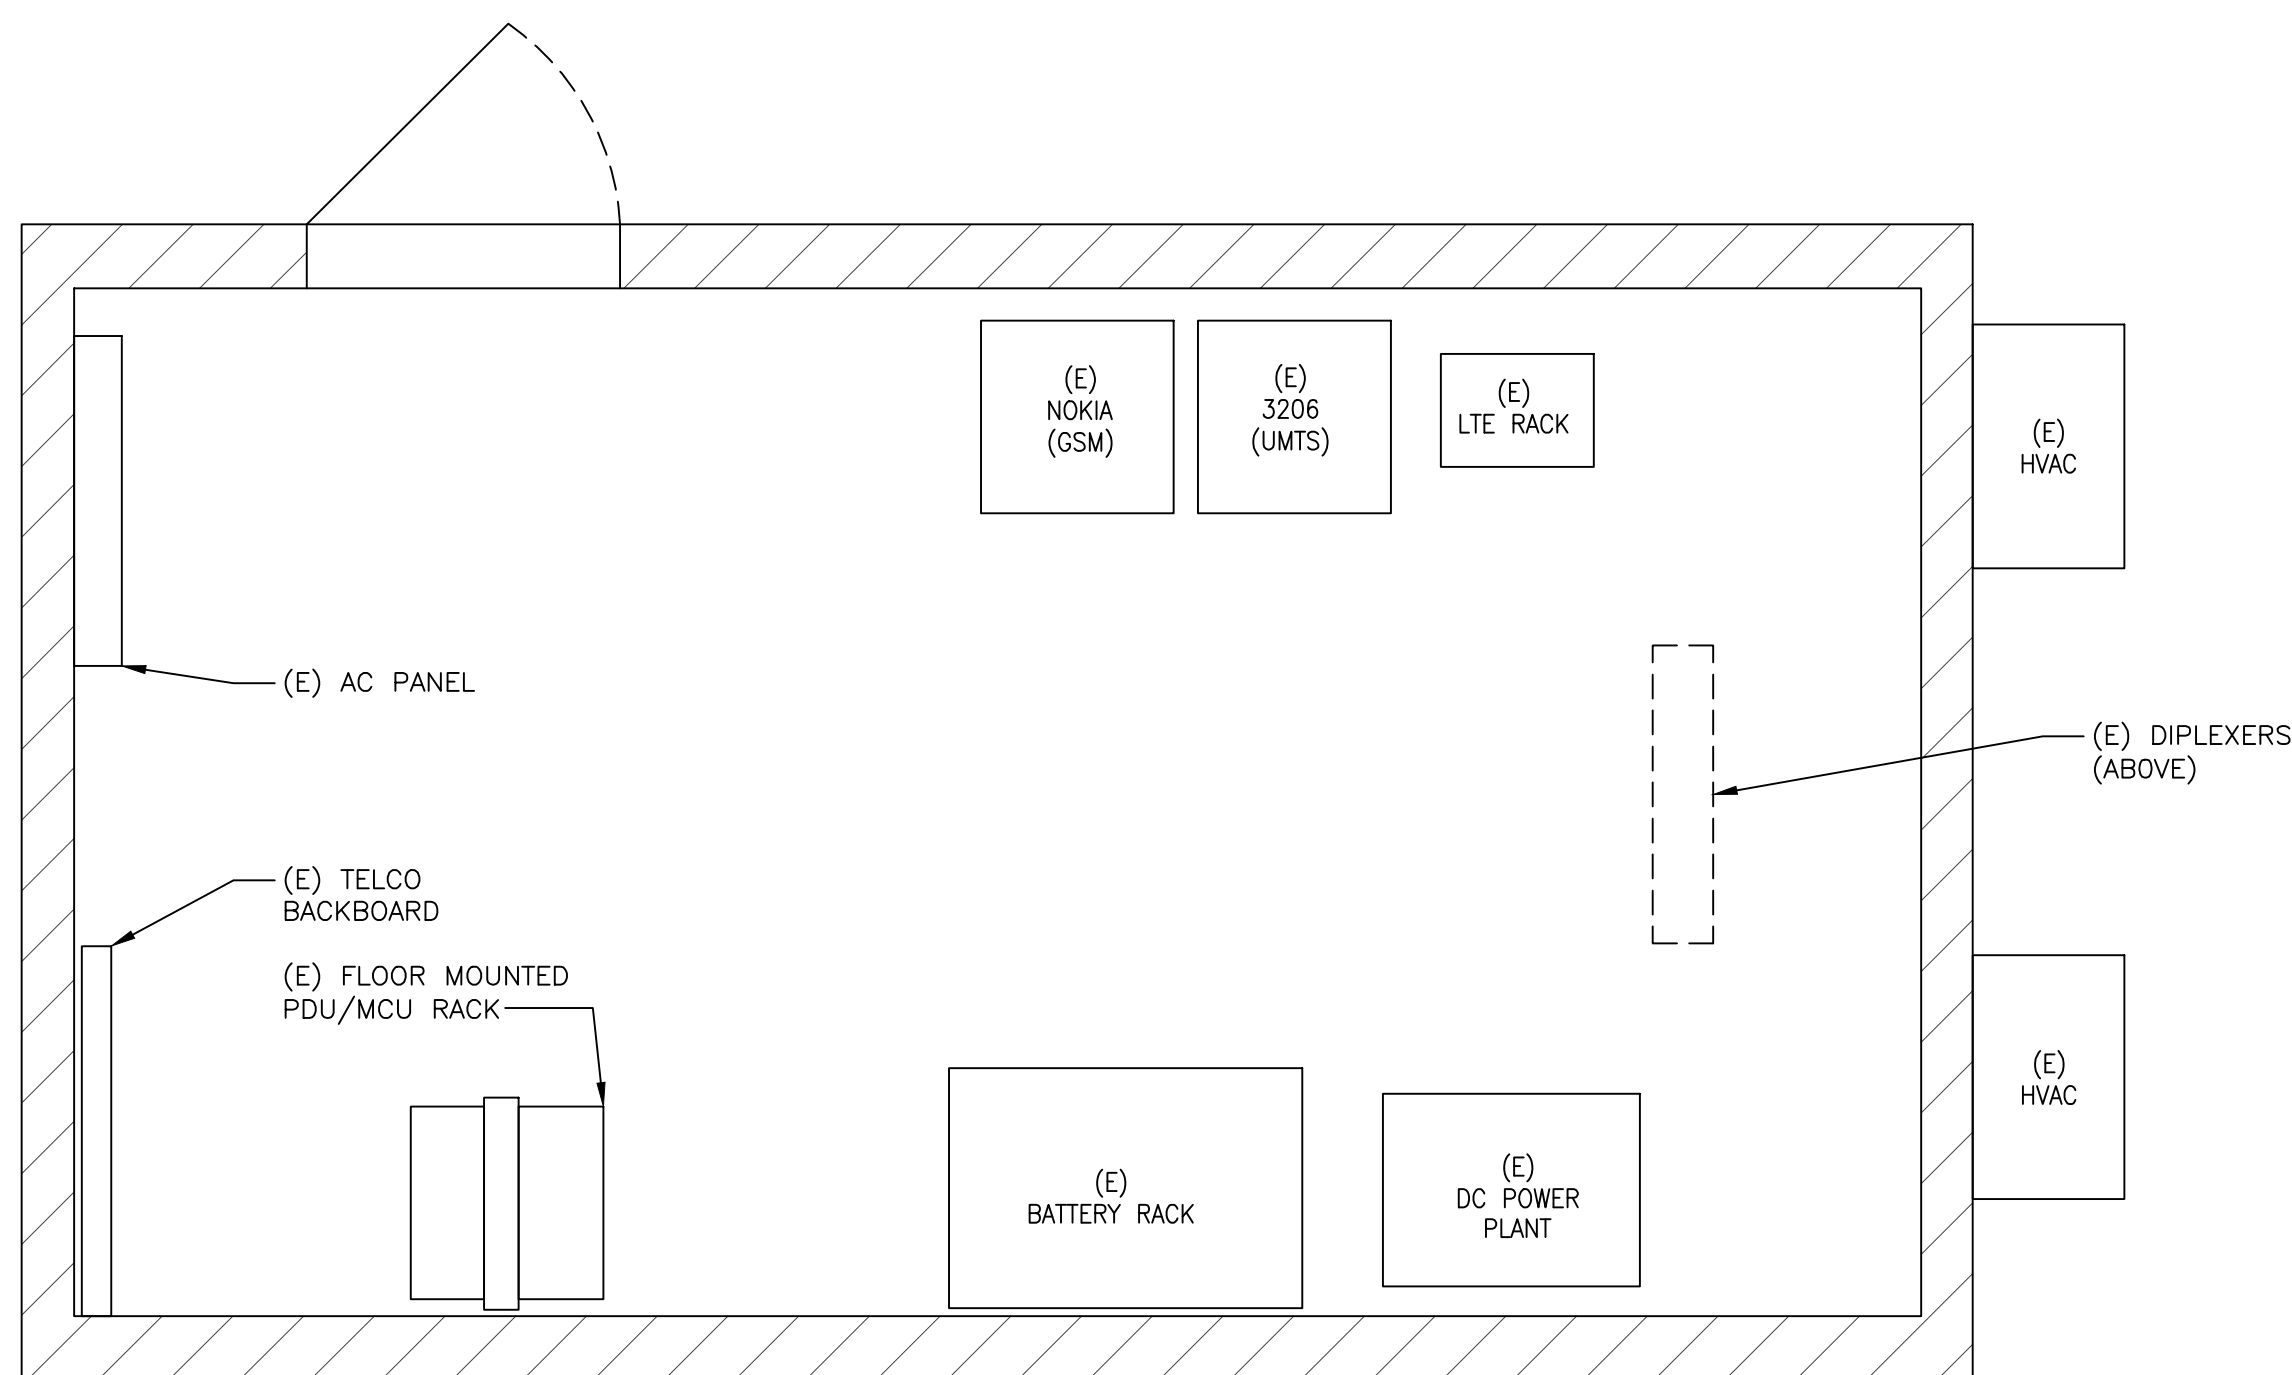 (E)
NOKIA
(GSM)
(E)
3206
(UMTS)
(E)
LTE RACK
(E)
HVAC
(E) AC PANEL
(E) DIPLEXERS
(ABOVE)
(E) TELCO
BACKBOARD
(E) FLOOR MOUNTED
PDU/MCU RACK
(E)
HVAC
(E)
BATTERY RACK
(E)
DC POWER
PLANT